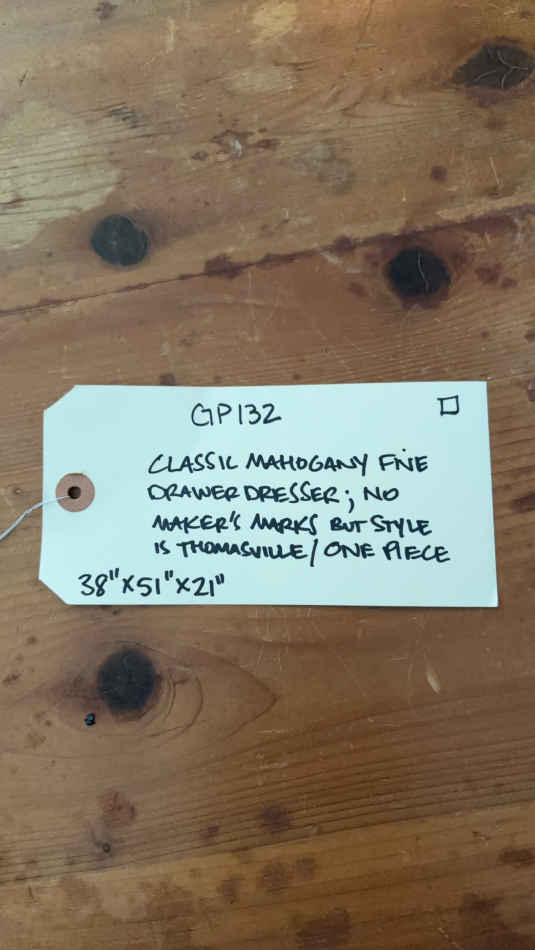 GP132
CLASSIC MAHOGANY FIVE
DRAWER DRESSER; NO
MAKER'S MARKS BUT STYLE
IS THOMASVILLE/ ONE PIECE
38"X51"X21"